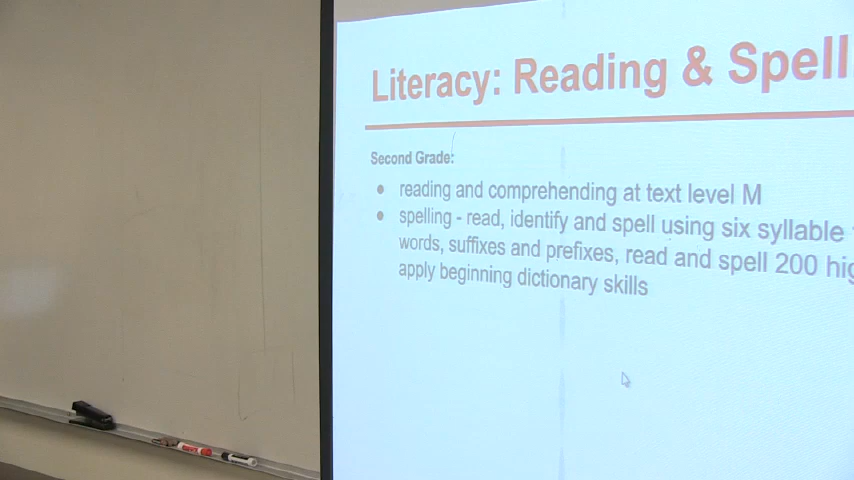 Literacy: Reading & Spell
Second Grade:
• reading and comprehending at text level M
• spelling - read, identify and spell using six syllable
words, suffixes and prefixes, read and spell 200
apply beginning dictionary skills